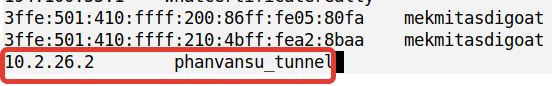 3ffe:501:410:ffff:200:86ff:fe05:80fa mekmitasdigoat
3ffe:501:410:ffff:210:4bff:fea2:8baa mekmitasdigoat
10.2.26.2 phanvansu_tunnel